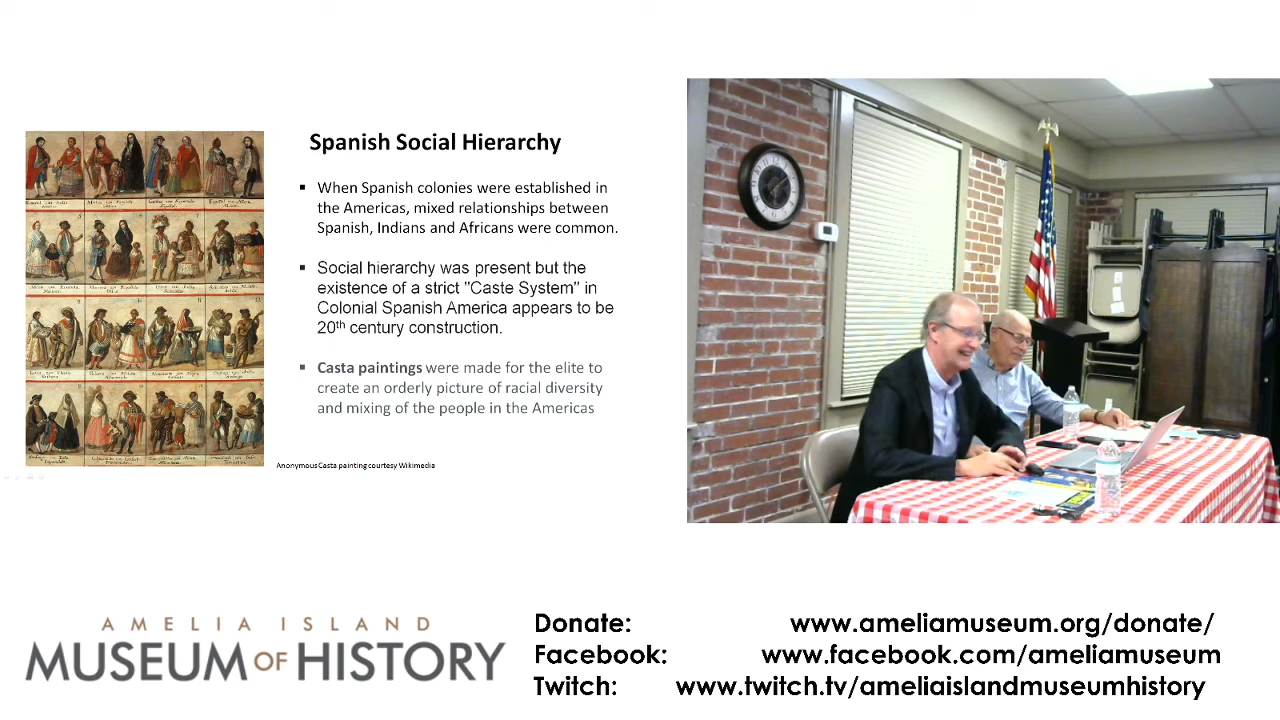 Spanish Social Hierarchy
▪ When Spanish colonies were established in
the Americas, mixed relationships between
Spanish, Indians and Africans were common.
▪ Social hierarchy was present but the
existence of a strict "Caste System" in
Colonial Spanish America appears to be
20th century construction.
▪ Casta paintings were made for the elite to
create an orderly picture of racial diversity
and mixing of the people in the Americas
Anonymous Casta painting courtesy Wikimedia
AMELIA ISLAND
MUSEUM OF HISTORY
Donate: www.ameliamuseum.org/donate/
Facebook: www.facebook.com/ameliamuseum
Twitch: www.twitch.tv/ameliaislandmuseumhistory